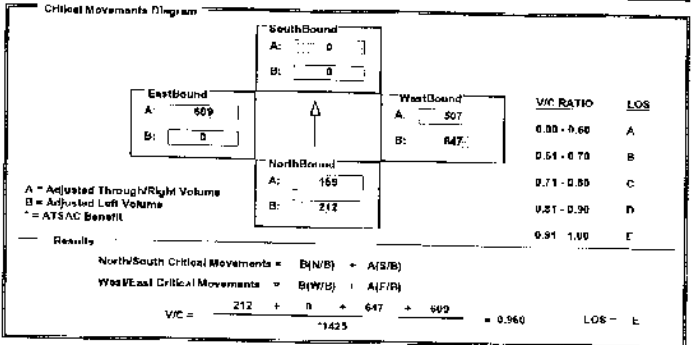 Critical Movements Diagram
SouthBound
A: 0
B: 0
EastBound
A: 609
B: 0
WestBound
A: 507
B: 647
NorthBound
A: 169
B: 212
V/C RATIO LOS
0.00 - 0.60 A
0.61 - 0.70 B
0.71 - 0.80 C
0.81 - 0.90 D
0.91 - 1.00 E
A = Adjusted Through/Right Volume
B = Adjusted Left Volume
* = ATSAC Benefit
Results
North/South Critical Movements = B(N/B) + A(S/B)
West/East Critical Movements = B(W/B) + A(E/B)
V/C = 212 + 0 + 647 + 609 = 0.960 LOS = E
*1425